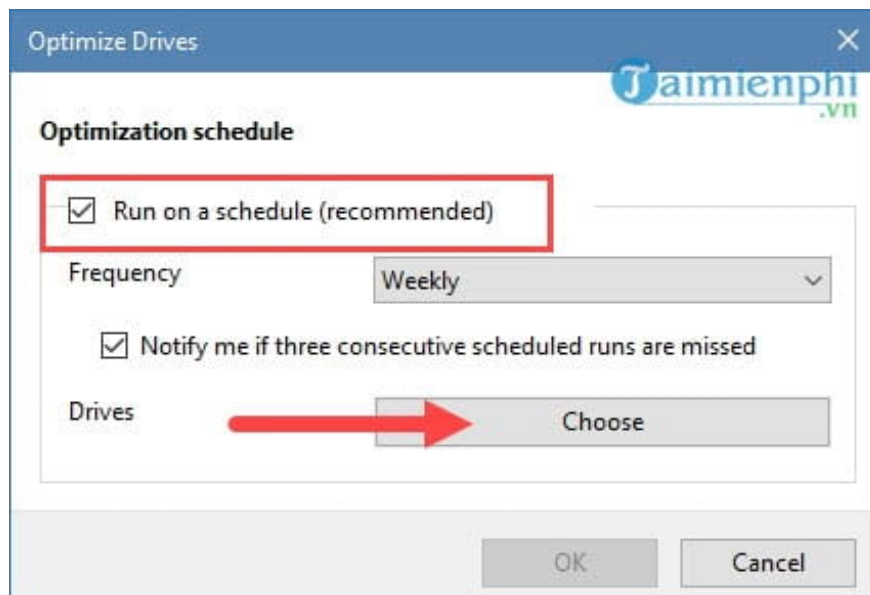 Optimize Drives
Taimienphi
.vn
Optimization schedule
Run on a schedule (recommended)
Frequency
Weekly
Notify me if three consecutive scheduled runs are missed
Drives
Choose
OK
Cancel